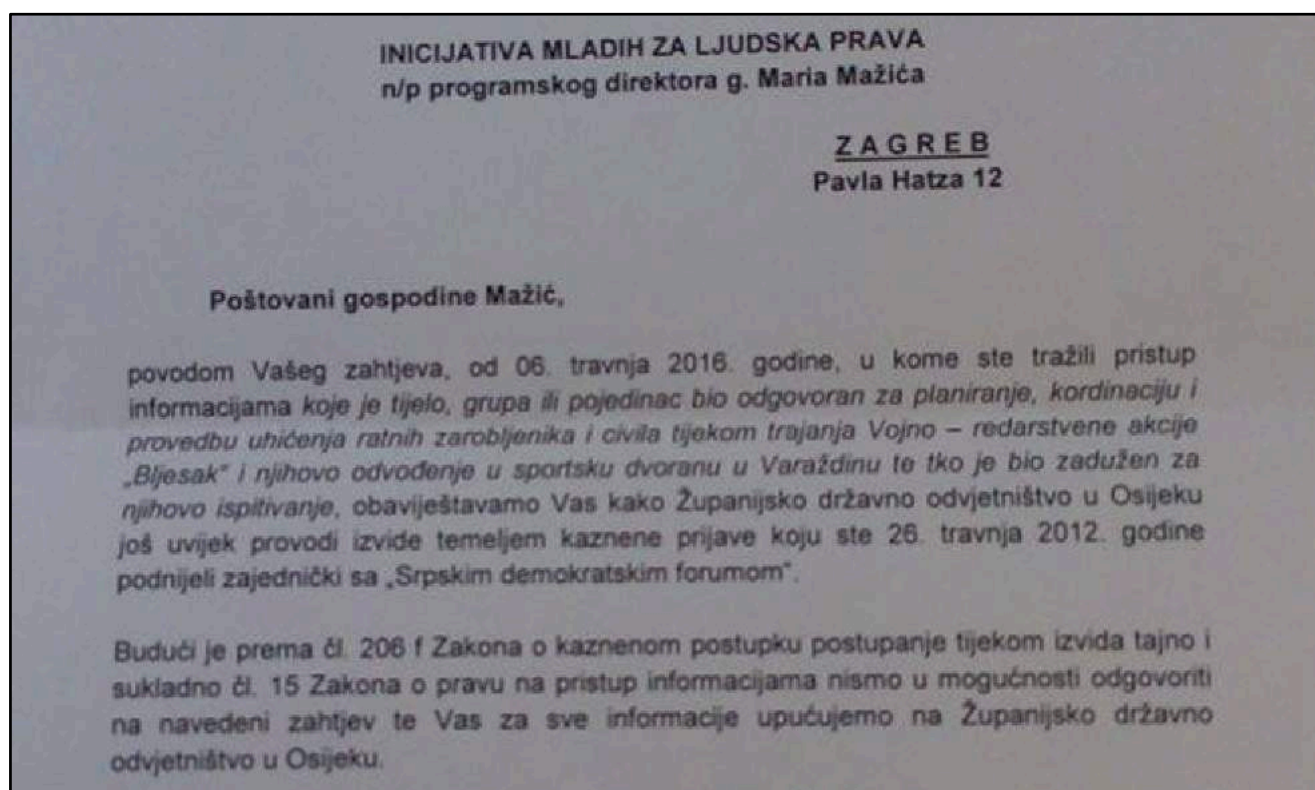 INICIJATIVA MLADIH ZA LJUDSKA PRAVA
n/p programskog direktora g. Maria Mažića
Z A G R E B
Pavla Hatza 12
Poštovani gospodine Mažić,
povodom Vašeg zahtjeva, od 06. travnja 2016. godine, u kome ste tražili pristup
informacijama koje je tijelo, grupa ili pojedinac bio odgovoran za planiranje, kordinaciju i
provedbu uhićenja ratnih zarobljenika i civila tijekom trajanja Vojno – redarstvene akcije
„Bljesak“ i njihovo odvođenje u sportsku dvoranu u Varaždinu te tko je bio zadužen za
njihovo ispitivanje, obaviještavamo Vas kako Županijsko državno odvjetništvo u Osijeku
još uvijek provodi izvide temeljem kaznene prijave koju ste 26. travnja 2012. godine
podnijeli zajednički sa „Srpskim demokratskim forumom“.
Budući je prema čl. 206 f Zakona o kaznenom postupku postupanje tijekom izvida tajno i
sukladno čl. 15 Zakona o pravu na pristup informacijama nismo u mogućnosti odgovoriti
na navedeni zahtjev te Vas za sve informacije upućujemo na Županijsko državno
odvjetništvo u Osijeku.